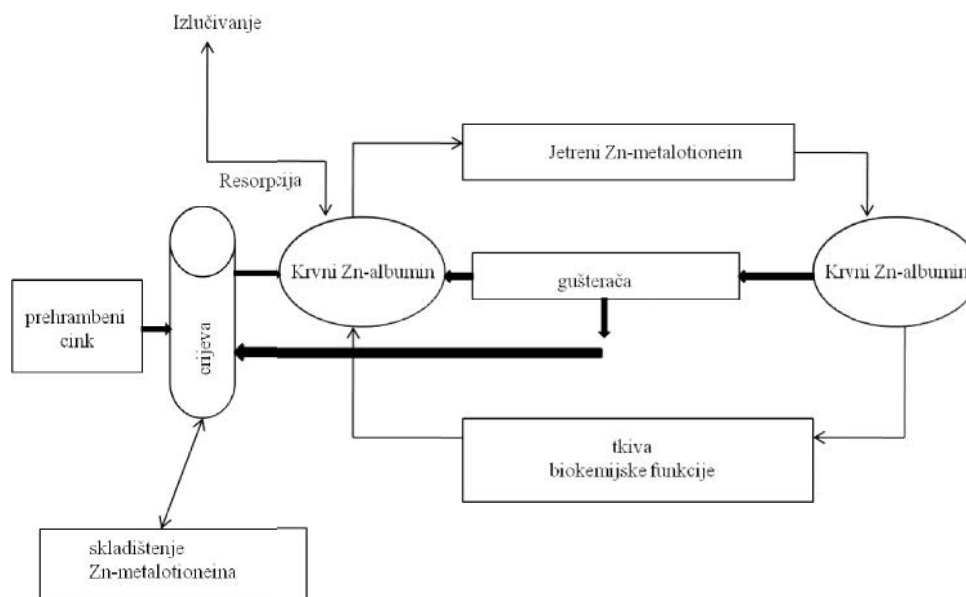 Izlučivanje
Jetreni Zn-metalotionein
Resorpcija
Krvni Zn-albumin
gušterača
Krvni Zn-albumin
prehrambeni
cink
crijeva
tkiva
biokemijske funkcije
skladištenje
Zn-metalotioneina